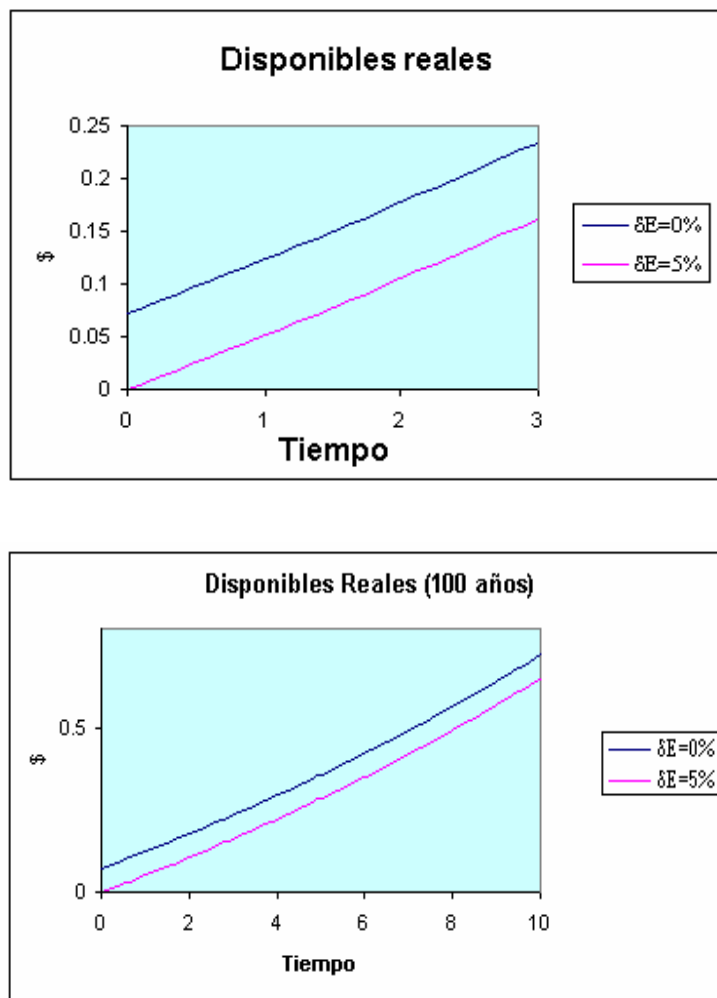 Disponibles reales
0.25
0.2
0.15
0.1
0.05
0
$
0 1 2 3
Tiempo
δE=0%
δE=5%
Disponibles Reales (100 años)
0.5
0
$
0 2 4 6 8 10
Tiempo
δE=0%
δE=5%